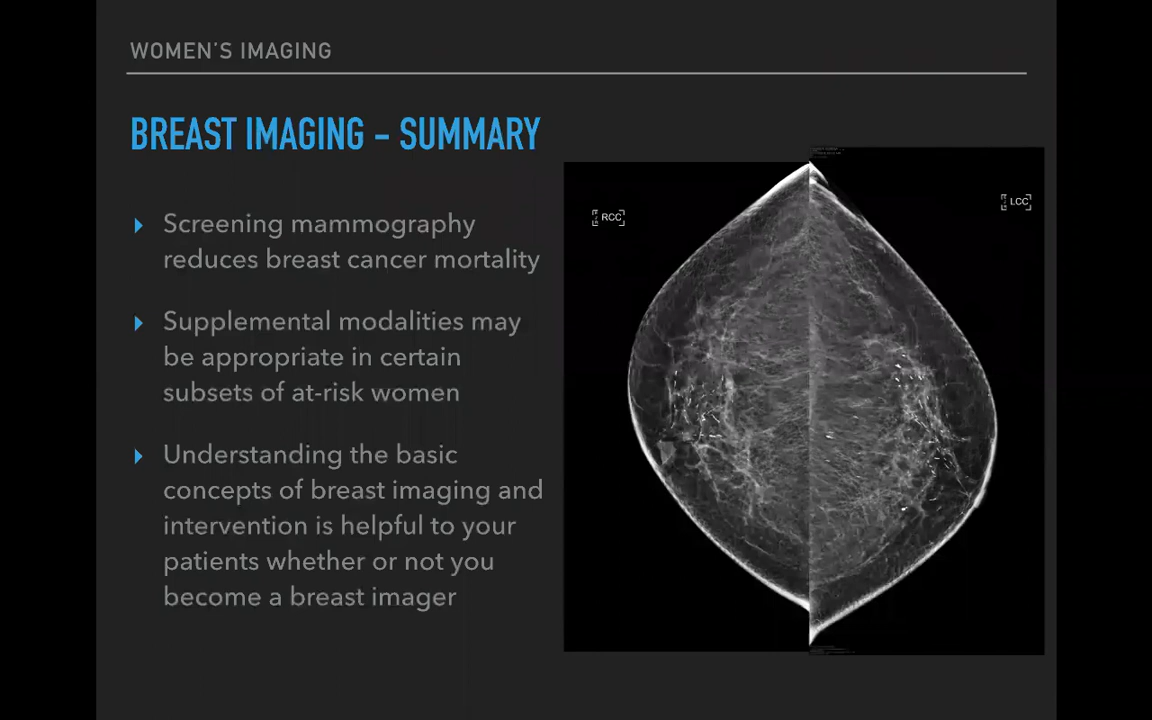 WOMEN'S IMAGING
BREAST IMAGING – SUMMARY
Screening mammography
reduces breast cancer mortality
Supplemental modalities may
be appropriate in certain
subsets of at-risk women
Understanding the basic
concepts of breast imaging and
intervention is helpful to your
patients whether or not you
become a breast imager
RCC
LCC